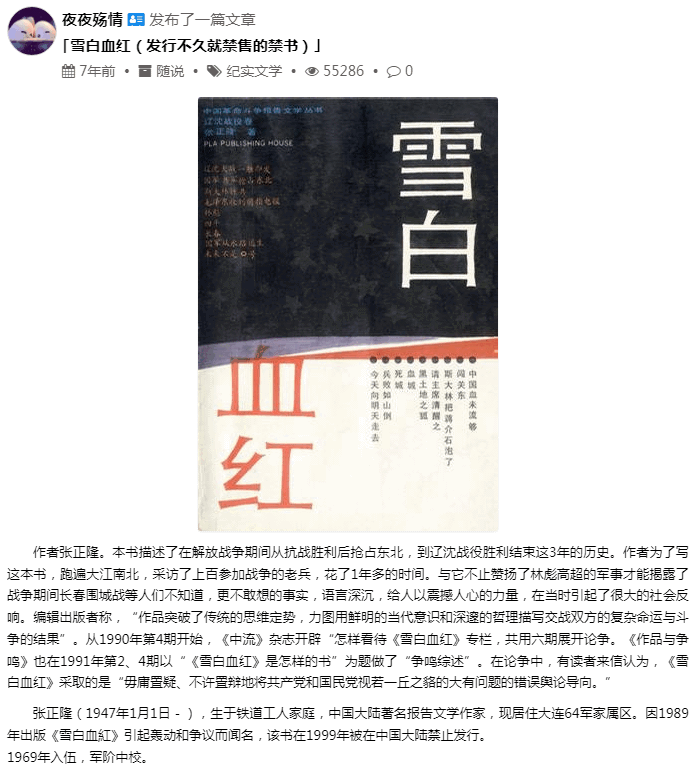 夜夜殇情 发布了一篇文章
「雪白血红（发行不久就禁售的禁书）」
7年前 • 随说 • 纪实文学 • 55286 • 0
中国革命斗争报告文学丛书
辽沈战役卷
张正隆 著
PLA PUBLISHING HOUSE
雪白
血红
林彪
四平
长春
国军从水路逃生
未来不是0号
中国血未流够
闯关东
斯大林把蒋介石泡了
请主席清醒之
黑土地之狐
血城
死城
兵败如山倒
今天向明天走去
作者张正隆。本书描述了在解放战争期间从抗战胜利后抢占东北，到辽沈战役胜利结束这3年的历史。作者为了写
这本书，跑遍大江南北，采访了上百参加战争的老兵，花了1年多的时间。与它不止赞扬了林彪高超的军事才能揭露了
战争期间长春围城战等人们不知道，更不敢想的事实，语言深沉，给人以震撼人心的力量，在当时引起了很大的社会反
响。编辑出版者称，“作品突破了传统的思维定势，力图用鲜明的当代意识和深邃的哲理描写交战双方的复杂命运与斗
争的结果”。从1990年第4期开始，《中流》杂志开辟“怎样看待《雪白血红》专栏，共用六期展开论争。《作品与争
鸣》也在1991年第2、4期以“《雪白血红》是怎样的书”为题做了“争鸣综述”。在论争中，有读者来信认为，《雪
白血红》采取的是“毋庸置疑、不许置辩地将共产党和国民党视若一丘之貉的大有问题的错误舆论导向。”
张正隆（1947年1月1日－），生于铁道工人家庭，中国大陆著名报告文学作家，现居住大连64军家属区。因1989
年出版《雪白血紅》引起轰动和争议而闻名，该书在1999年被在中国大陆禁止发行。
1969年入伍，军阶中校。